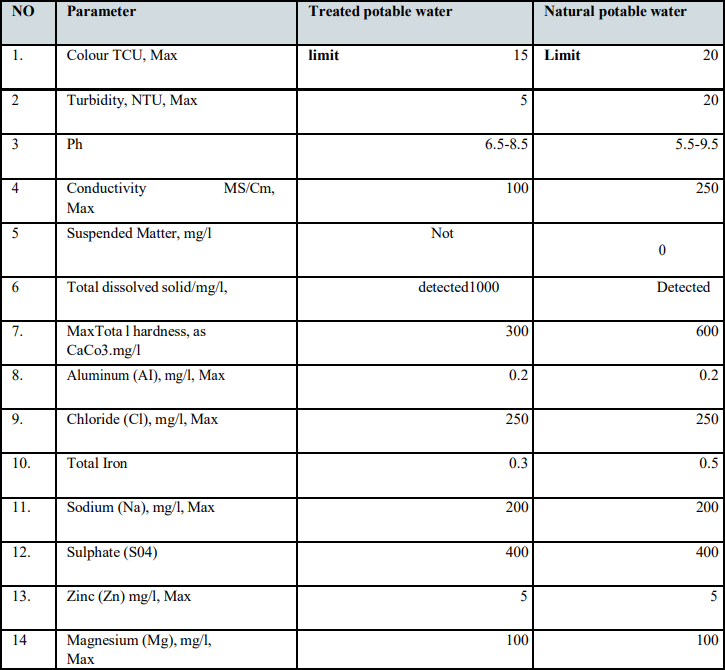 NO Parameter Treated potable water Natural potable water
1. Colour TCU, Max limit 15 Limit 20
2 Turbidity, NTU, Max 5 20
3 Ph 6.5-8.5 5.5-9.5
4 Conductivity MS/Cm, 100 250
Max
5 Suspended Matter, mg/l Not
0
6 Total dissolved solid/mg/l, detected1000 Detected
7. MaxTota l hardness, as 300 600
CaCo3.mg/l
8. Aluminum (AI), mg/l, Max 0.2 0.2
9. Chloride (Cl), mg/l, Max 250 250
10. Total Iron 0.3 0.5
11. Sodium (Na), mg/l, Max 200 200
12. Sulphate (S04) 400 400
13. Zinc (Zn) mg/l, Max 5 5
14 Magnesium (Mg), mg/l, 100 100
Max